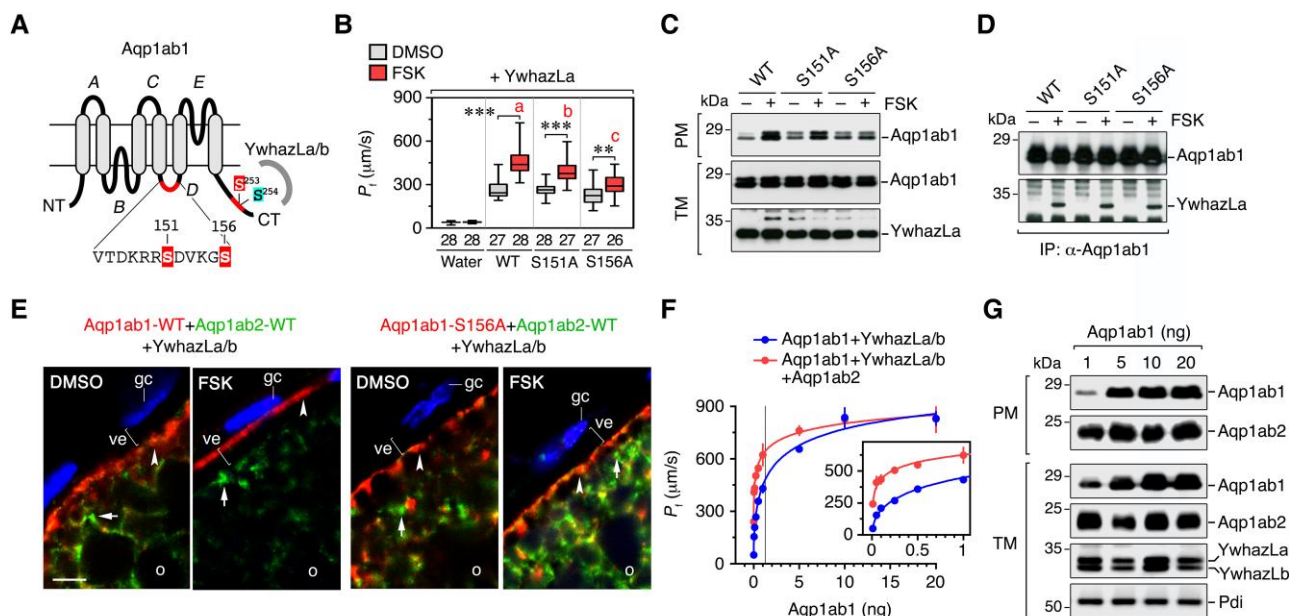 A
Aqp1ab1
A
C
E
B
D
NT
CT
YwhazLa/b
S253
S254
151
156
VTDKRRSDVKGS
B
DMSO
FSK
+ YwhazLa
900
600
300
0
Pf (µm/s)
***
a
***
b
**
c
28 28 27 28 28 27 27 26
Water WT S151A S156A
C
WT S151A S156A
kDa
– + – + – + FSK
PM
29
Aqp1ab1
TM
29
Aqp1ab1
35
YwhazLa
D
WT S151A S156A
kDa
– + – + – + FSK
29
Aqp1ab1
35
YwhazLa
IP: α-Aqp1ab1
E
Aqp1ab1-WT+Aqp1ab2-WT
+YwhazLa/b
Aqp1ab1-S156A+Aqp1ab2-WT
+YwhazLa/b
DMSO
ve
gc
o
FSK
gc
ve
o
DMSO
gc
ve
o
FSK
gc
ve
o
F
Aqp1ab1+YwhazLa/b
Aqp1ab1+YwhazLa/b
+Aqp1ab2
900
750
600
450
300
150
0
Pf (µm/s)
0 5 10 15 20
Aqp1ab1 (ng)
500
250
0
0 0.5 1
G
Aqp1ab1 (ng)
kDa
1 5 10 20
PM
29
Aqp1ab1
25
Aqp1ab2
TM
29
Aqp1ab1
25
Aqp1ab2
35
YwhazLa
YwhazLb
50
Pdi